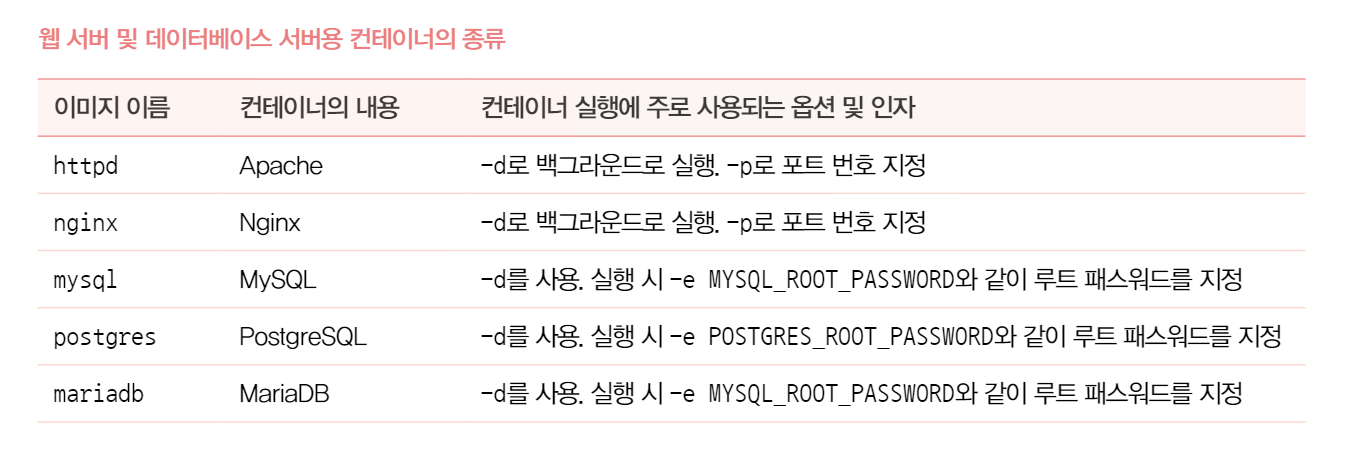 웹 서버 및 데이터베이스 서버용 컨테이너의 종류
이미지 이름 컨테이너의 내용 컨테이너 실행에 주로 사용되는 옵션 및 인자
httpd Apache -d로 백그라운드로 실행. -p로 포트 번호 지정
nginx Nginx -d로 백그라운드로 실행. -p로 포트 번호 지정
mysql MySQL -d를 사용. 실행 시 -e MYSQL_ROOT_PASSWORD와 같이 루트 패스워드를 지정
postgres PostgreSQL -d를 사용. 실행 시 -e POSTGRES_ROOT_PASSWORD와 같이 루트 패스워드를 지정
mariadb MariaDB -d를 사용. 실행 시 -e MYSQL_ROOT_PASSWORD와 같이 루트 패스워드를 지정